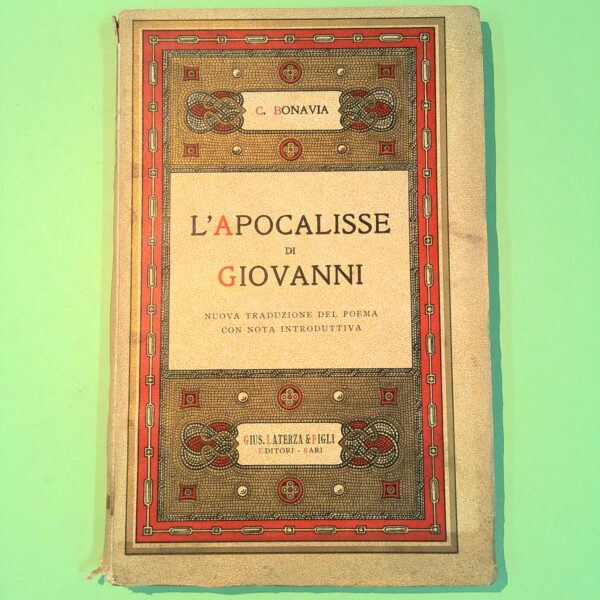 C. BONAVIA
L'APOCALISSE
DI
GIOVANNI
NUOVA TRADUZIONE DEL POEMA
CON NOTA INTRODUTTIVA
GIUS. LATERZA & FIGLI
EDITORI - BARI